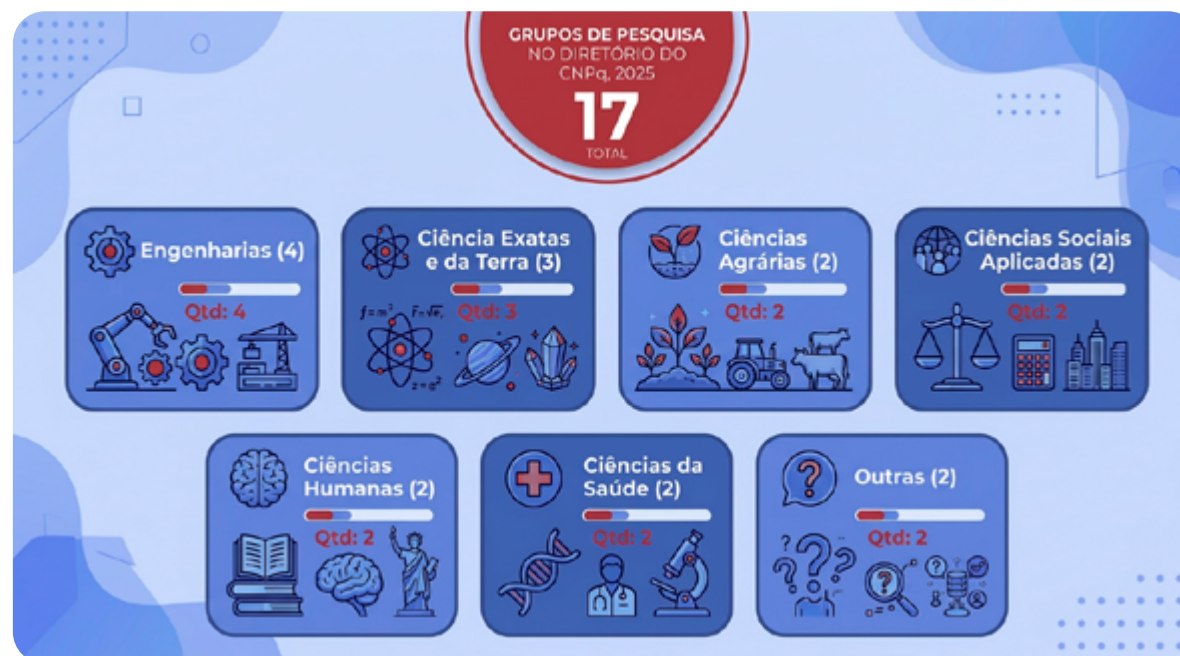 GRUPOS DE PESQUISA
NO DIRETÓRIO DO
CNPq, 2025
17
TOTAL
Engenharias (4)
Qtd: 4
Ciência Exatas
e da Terra (3)
Qtd: 3
Ciências
Agrárias (2)
Qtd: 2
Ciências Sociais
Aplicadas (2)
Qtd: 2
Ciências
Humanas (2)
Qtd: 2
Ciências da
Saúde (2)
Qtd: 2
Outras (2)
Qtd: 2